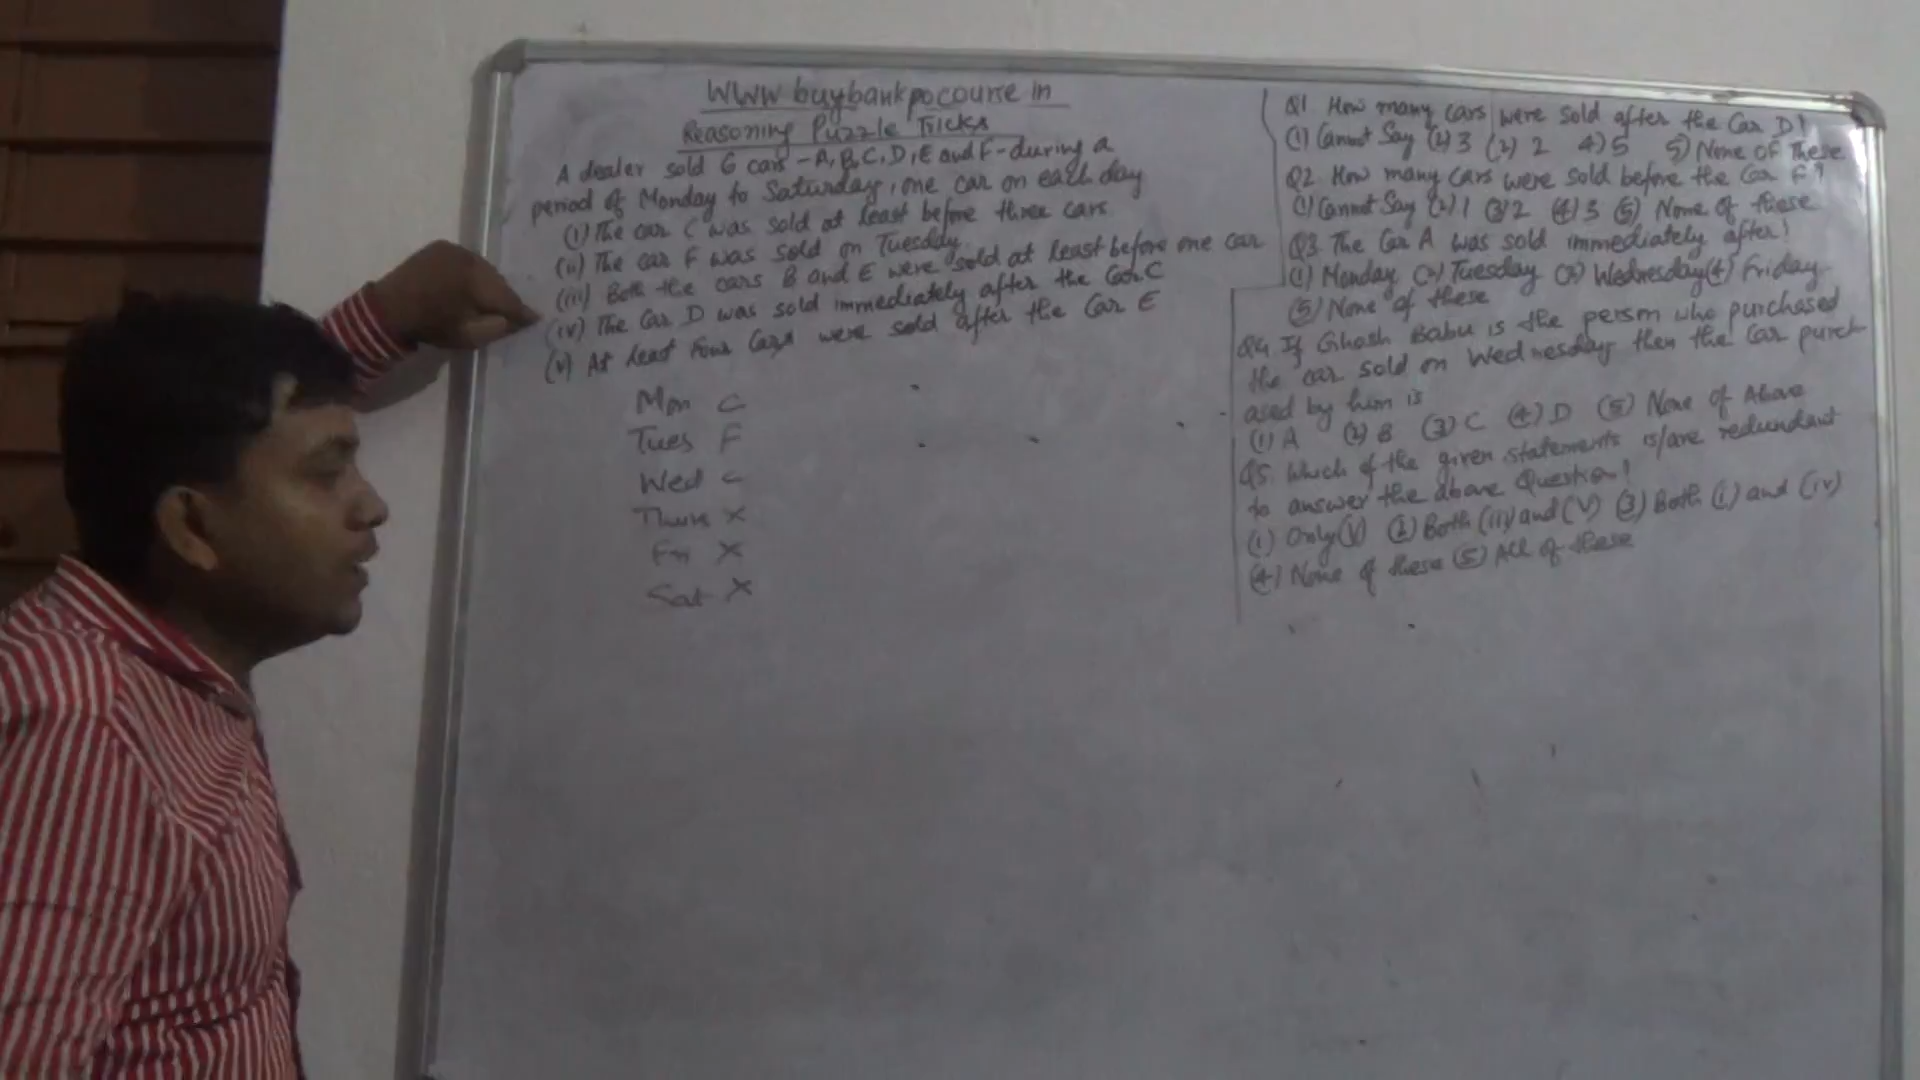 WWW buybankpocourse in
Reasoning Puzzle Tricks
A dealer sold 6 cars - A, B, C, D, E and F - during a
period of Monday to Saturday, one car on each day
(i) The car C was sold at least before three cars
(ii) The car F was sold on Tuesday.
(iii) Both the cars B and E were sold at least before one car
(iv) The Car D was sold immediately after the Car C
(v) At least Four Cars were sold after the Car E
Mon C
Tues F
Wed C
Thurs X
Fri X
Sat X
Q1. How many cars were sold after the Car D?
(1) Cannot Say (2) 3 (3) 2 4) 5 5) None of These
Q2. How many cars were sold before the Car F?
(1) Cannot Say (2) 1 (3) 2 (4) 3 (5) None of these
Q3. The Car A was sold immediately after?
(1) Monday (2) Tuesday (3) Wednesday (4) Friday
(5) None of these
Q4. If Ghosh Babu is the person who purchased
the car sold on Wednesday then the Car purch
ased by him is
(1) A (2) B (3) C (4) D (5) None of Above
Q5. Which of the given statements is/are redundant
to answer the above Question?
(1) Only (V) (2) Both (iii) and (V) (3) Both (i) and (iv)
(4) None of these (5) All of these